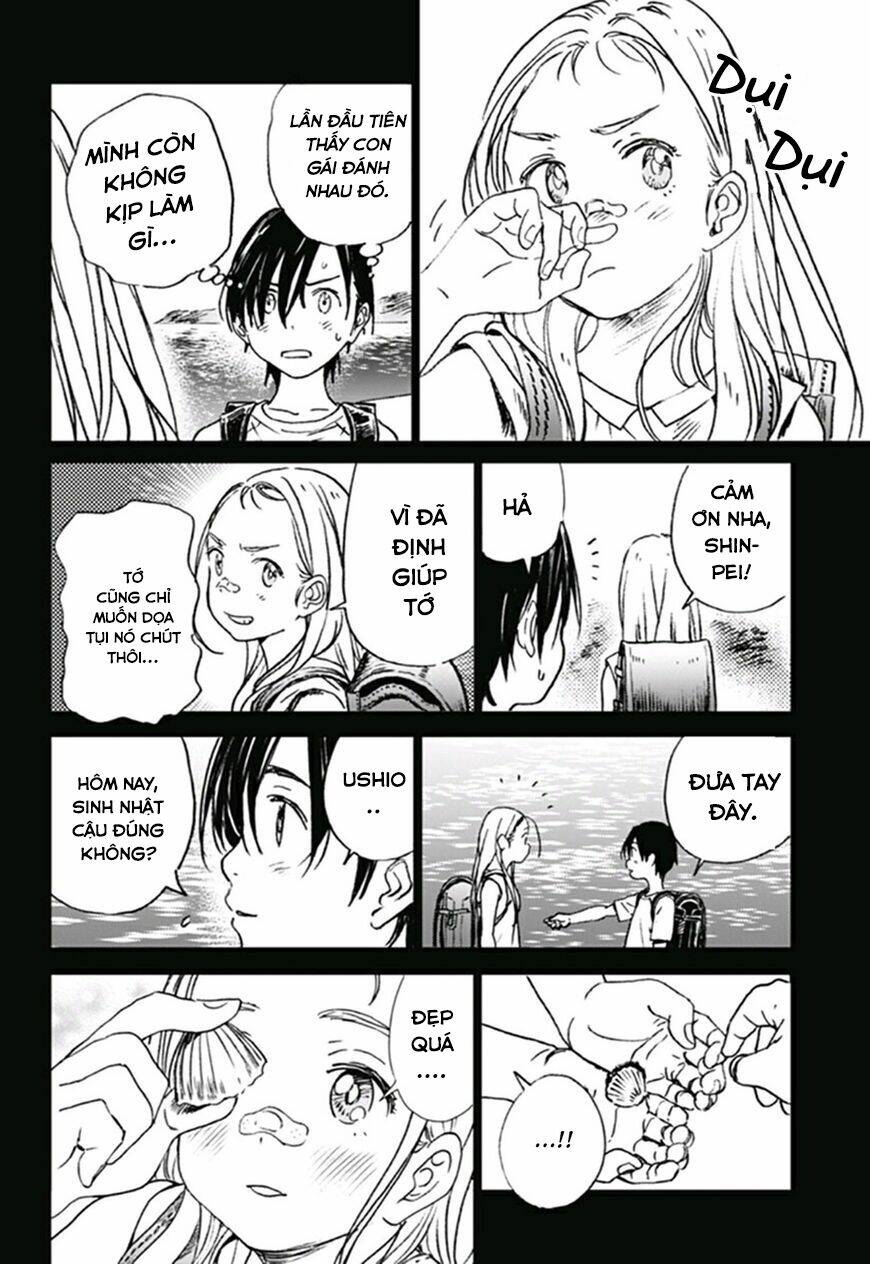 Dụi
Dụi
LẦN ĐẦU TIÊN
THẤY CON
GÁI ĐÁNH
NHAU ĐÓ.
MÌNH CÒN
KHÔNG
KỊP LÀM
GÌ...
CẢM
ƠN NHA,
SHIN-
PEI!
HẢ
VÌ ĐÃ
ĐỊNH
GIÚP
TỚ
TỚ
CŨNG CHỈ
MUỐN DỌA
TỤI NÓ CHÚT
THÔI...
ĐƯA TAY
ĐÂY.
USHIO
..
HÔM NAY,
SINH NHẬT
CẬU ĐÚNG
KHÔNG?
...!!
ĐẸP
QUÁ
....